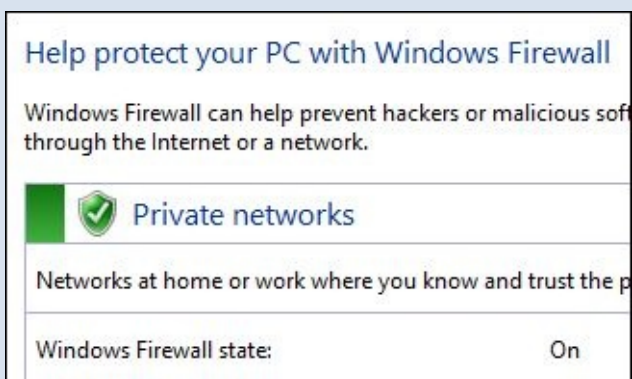 Help protect your PC with Windows Firewall
Windows Firewall can help prevent hackers or malicious soft
through the Internet or a network.
Private networks
Networks at home or work where you know and trust the p
Windows Firewall state: On